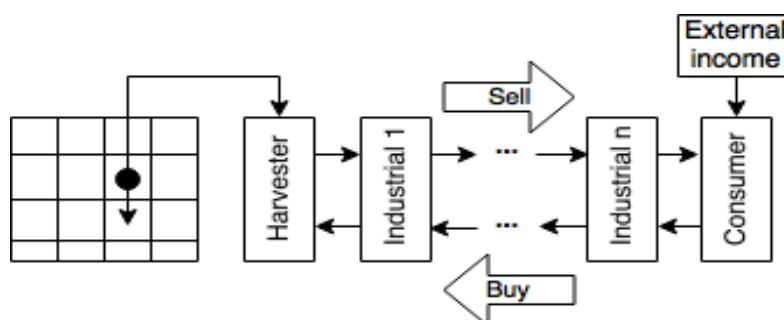 External
income
Sell
Harvester
Industrial 1
...
...
Industrial n
Consumer
Buy